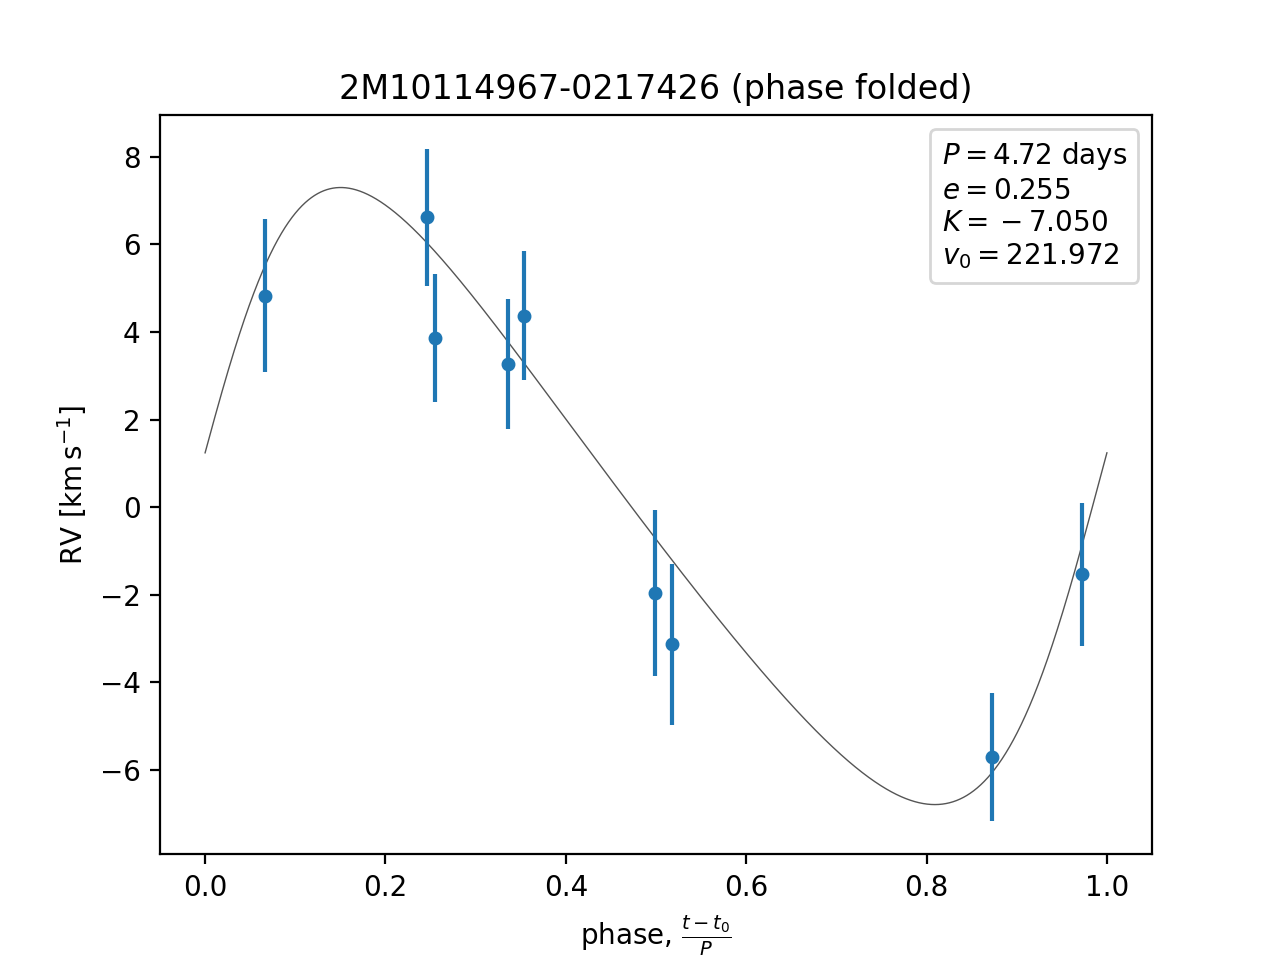 2M10114967-0217426 (phase folded)
P = 4.72 days
e = 0.255
K = −7.050
v₀ = 221.972
RV [km s⁻¹]
8
6
4
2
0
−2
−4
−6
0.0 0.2 0.4 0.6 0.8 1.0
phase, (t − t₀)/P